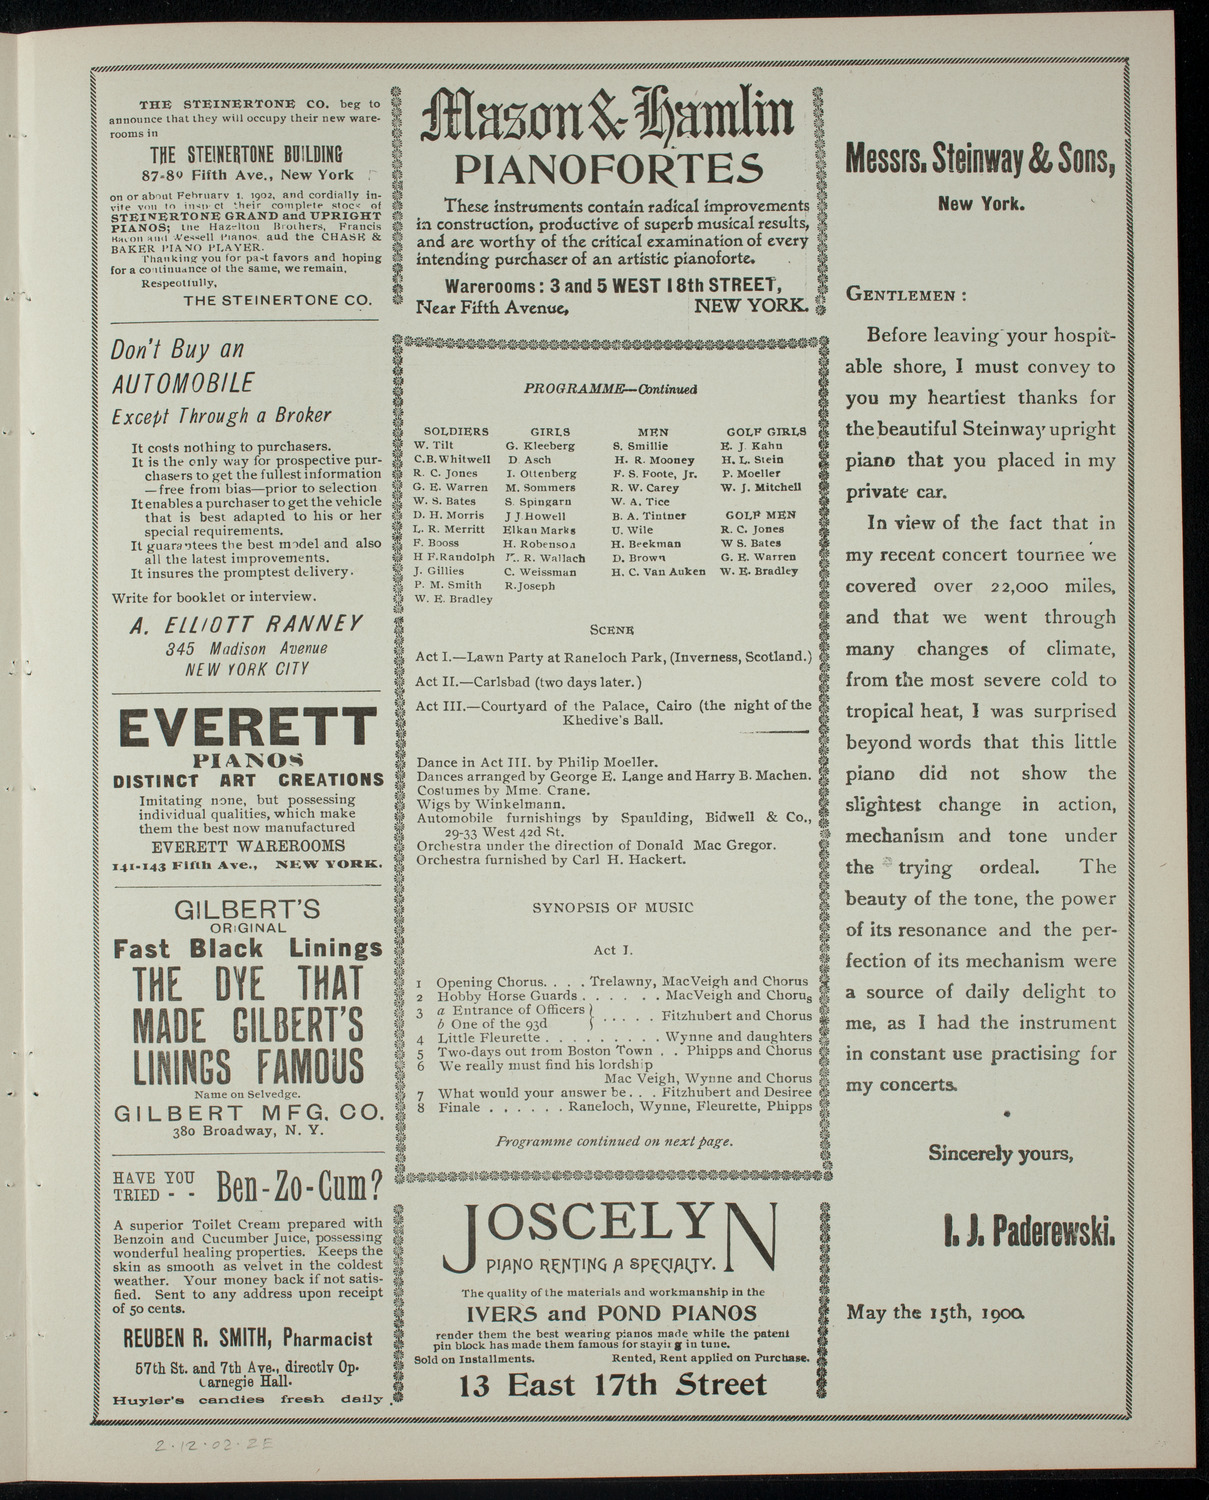 THE STEINERTONE CO. beg to
announce that they will occupy their new ware-
rooms in
THE STEINERTONE BUILDING
87-89 Fifth Ave., New York
on or about February 1, 1902, and cordially in-
vite you to inspect their complete stock of
STEINERTONE GRAND and UPRIGHT
PIANOS; the Hazelton Brothers, Francis
Bacon and Wessell Pianos, and the CHASE &
BAKER PIANO PLAYER.
Thanking you for past favors and hoping
for a continuance of the same, we remain,
Respectfully,
THE STEINERTONE CO.
Don't Buy an
AUTOMOBILE
Except Through a Broker
It costs nothing to purchasers.
It is the only way for prospective pur-
chasers to get the fullest information
—free from bias—prior to selection
It enables a purchaser to get the vehicle
that is best adapted to his or her
special requirements.
It guarantees the best model and also
all the latest improvements.
It insures the promptest delivery.
Write for booklet or interview.
A. ELLIOTT RANNEY
345 Madison Avenue
NEW YORK CITY
EVERETT
PIANOS
DISTINCT ART CREATIONS
Imitating none, but possessing
individual qualities, which make
them the best now manufactured
EVERETT WAREROOMS
141-143 Fifth Ave., NEW YORK.
GILBERT'S
ORIGINAL
Fast Black Linings
THE DYE THAT
MADE GILBERT'S
LININGS FAMOUS
Name on Selvedge.
GILBERT MFG. CO.
380 Broadway, N. Y.
HAVE YOU
TRIED - - Ben-Zo-Cum?
A superior Toilet Cream prepared with
Benzoin and Cucumber Juice, possessing
wonderful healing properties. Keeps the
skin as smooth as velvet in the coldest
weather. Your money back if not satis-
fied. Sent to any address upon receipt
of 50 cents.
REUBEN R. SMITH, Pharmacist
57th St. and 7th Ave., directly Op.
Carnegie Hall.
Huyler's candies fresh daily.
Mason & Hamlin
PIANOFORTES
These instruments contain radical improvements
in construction, productive of superb musical results,
and are worthy of the critical examination of every
intending purchaser of an artistic pianoforte.
Warerooms: 3 and 5 WEST 18th STREET,
Near Fifth Avenue, NEW YORK.
PROGRAMME—Continued
SOLDIERS GIRLS MEN GOLF GIRLS
W. Tilt G. Kleeberg S. Smillie E. J. Kahn
C.B.Whitwell D Asch H. R. Mooney H. L. Stein
R. C. Jones I. Ottenberg F. S. Foote, Jr. P. Moeller
G. E. Warren M. Sommers R. W. Carey W. J. Mitchell
W. S. Bates S. Spingarn W. A. Tice
D. H. Morris J J Howell B. A. Tintner GOLF MEN
L. R. Merritt Elkan Marks U. Wile R. C. Jones
F. Booss H. Robenson H. Beekman W S. Bates
H F.Randolph E. R. Wallach D. Brown G. E. Warren
J. Gillies C. Weissman H. C. Van Auken W. E. Bradley
P. M. Smith R.Joseph
W. E. Bradley
SCENE
Act I.—Lawn Party at Raneloch Park, (Inverness, Scotland.)
Act II.—Carlsbad (two days later.)
Act III.—Courtyard of the Palace, Cairo (the night of the
Khedive's Ball.
Dance in Act III. by Philip Moeller.
Dances arranged by George E. Lange and Harry B. Machen.
Costumes by Mme. Crane.
Wigs by Winkelmann.
Automobile furnishings by Spaulding, Bidwell & Co.,
29-33 West 42d St.
Orchestra under the direction of Donald Mac Gregor.
Orchestra furnished by Carl H. Hackert.
SYNOPSIS OF MUSIC
Act I.
1 Opening Chorus. . . . Trelawny, MacVeigh and Chorus
2 Hobby Horse Guards . . . . . . MacVeigh and Chorus
3 a Entrance of Officers
b One of the 93d } . . . . . Fitzhubert and Chorus
4 Little Fleurette . . . . . . . . . Wynne and daughters
5 Two-days out from Boston Town . . Phipps and Chorus
6 We really must find his lordship
Mac Veigh, Wynne and Chorus
7 What would your answer be. . . Fitzhubert and Desiree
8 Finale . . . . . . Raneloch, Wynne, Fleurette, Phipps
Programme continued on next page.
JOSCELYN
PIANO RENTING A SPECIALTY.
The quality of the materials and workmanship in the
IVERS and POND PIANOS
render them the best wearing pianos made while the patent
pin block has made them famous for staying in tune.
Sold on Installments. Rented, Rent applied on Purchase.
13 East 17th Street
Messrs. Steinway & Sons,
New York.
GENTLEMEN:
Before leaving your hospit-
able shore, I must convey to
you my heartiest thanks for
the beautiful Steinway upright
piano that you placed in my
private car.
In view of the fact that in
my recent concert tournee we
covered over 22,000 miles,
and that we went through
many changes of climate,
from the most severe cold to
tropical heat, I was surprised
beyond words that this little
piano did not show the
slightest change in action,
mechanism and tone under
the trying ordeal. The
beauty of the tone, the power
of its resonance and the per-
fection of its mechanism were
a source of daily delight to
me, as I had the instrument
in constant use practising for
my concerts.
Sincerely yours,
I. J. Paderewski.
May the 15th, 1900.
2.12.02.2E